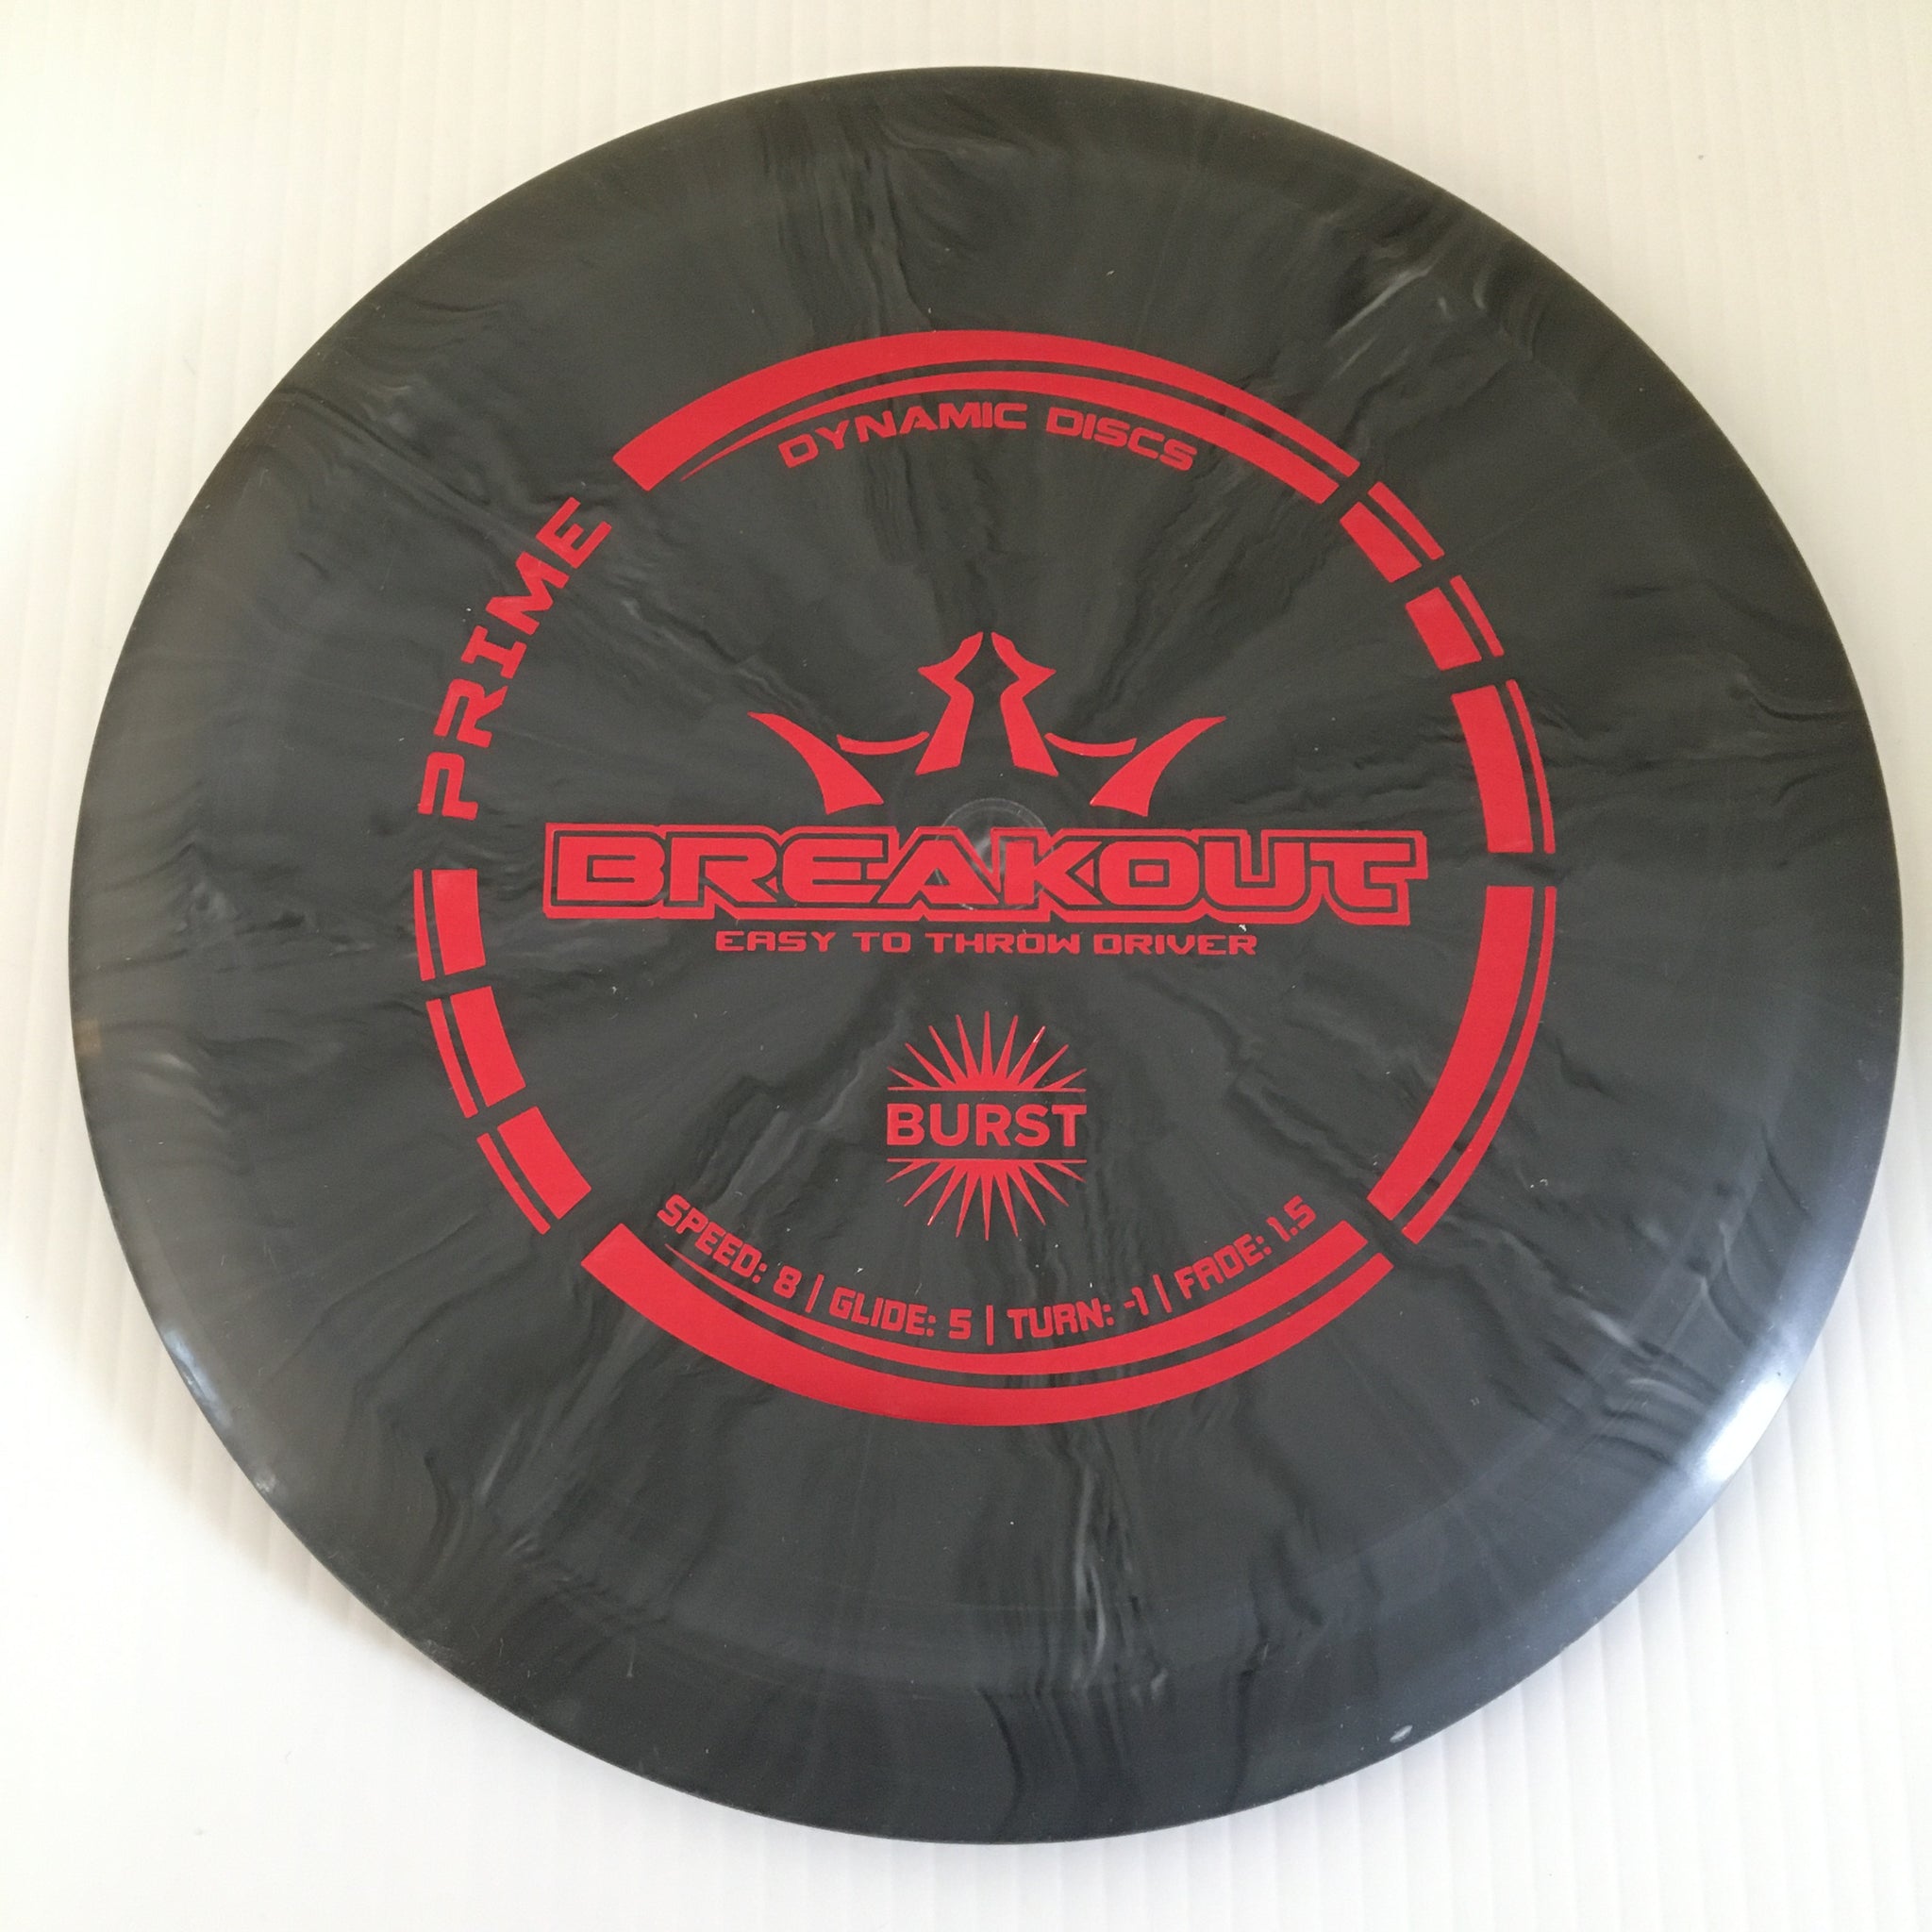 DYNAMIC DISCS
PRIME
BREAKOUT
EASY TO THROW DRIVER
BURST
SPEED: 8 | GLIDE: 5 | TURN: -1 | FADE: 1.5